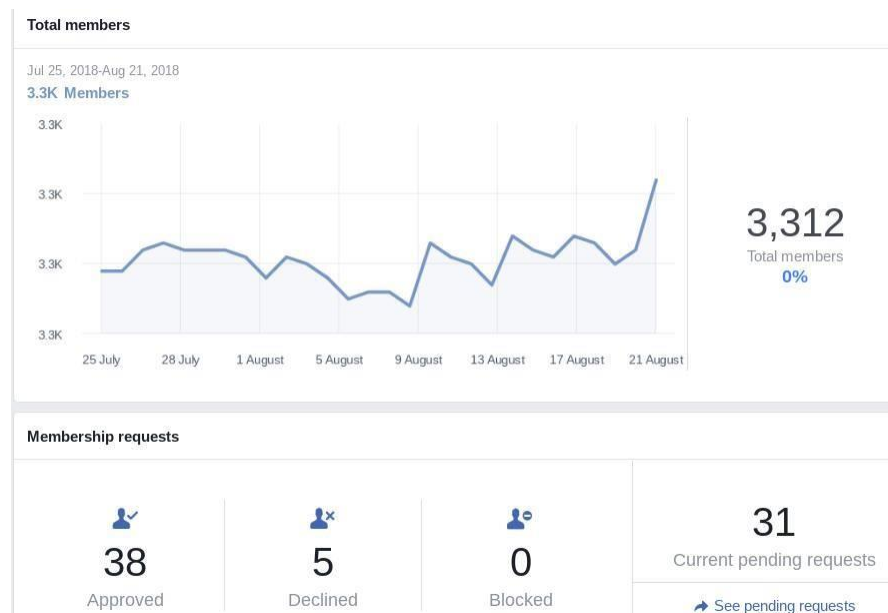 Total members
Jul 25, 2018-Aug 21, 2018
3.3K Members
3.3K
3.3K
3.3K
3.3K
25 July 28 July 1 August 5 August 9 August 13 August 17 August 21 August
3,312
Total members
0%
Membership requests
38
Approved
5
Declined
0
Blocked
31
Current pending requests
See pending requests